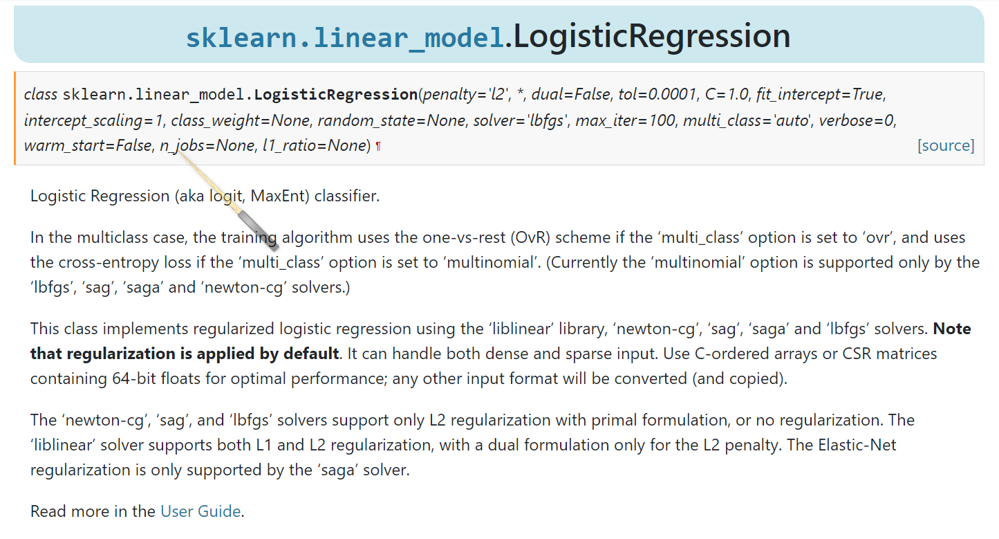 sklearn.linear_model.LogisticRegression
class sklearn.linear_model.LogisticRegression(penalty='l2', *, dual=False, tol=0.0001, C=1.0, fit_intercept=True,
intercept_scaling=1, class_weight=None, random_state=None, solver='lbfgs', max_iter=100, multi_class='auto', verbose=0,
warm_start=False, n_jobs=None, l1_ratio=None) ¶ [source]
Logistic Regression (aka logit, MaxEnt) classifier.
In the multiclass case, the training algorithm uses the one-vs-rest (OvR) scheme if the ‘multi_class’ option is set to ‘ovr’, and uses
the cross-entropy loss if the ‘multi_class’ option is set to ‘multinomial’. (Currently the ‘multinomial’ option is supported only by the
‘lbfgs’, ‘sag’, ‘saga’ and ‘newton-cg’ solvers.)
This class implements regularized logistic regression using the ‘liblinear’ library, ‘newton-cg’, ‘sag’, ‘saga’ and ‘lbfgs’ solvers. Note
that regularization is applied by default. It can handle both dense and sparse input. Use C-ordered arrays or CSR matrices
containing 64-bit floats for optimal performance; any other input format will be converted (and copied).
The ‘newton-cg’, ‘sag’, and ‘lbfgs’ solvers support only L2 regularization with primal formulation, or no regularization. The
‘liblinear’ solver supports both L1 and L2 regularization, with a dual formulation only for the L2 penalty. The Elastic-Net
regularization is only supported by the ‘saga’ solver.
Read more in the User Guide.